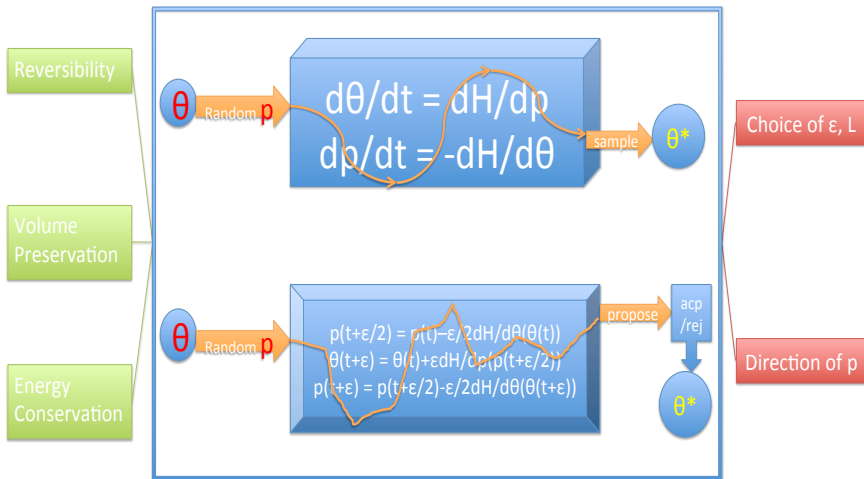 Reversibility
Volume
Preservation
Energy
Conservation
θ
Random p
dθ/dt = dH/dp
dp/dt = -dH/dθ
sample
θ*
θ
Random p
p(t+ε/2) = p(t)–ε/2dH/dθ(θ(t))
θ(t+ε) = θ(t)+εdH/dp(p(t+ε/2))
p(t+ε) = p(t+ε/2)-ε/2dH/dθ(θ(t+ε))
propose
acp
/rej
θ*
Choice of ε, L
Direction of p